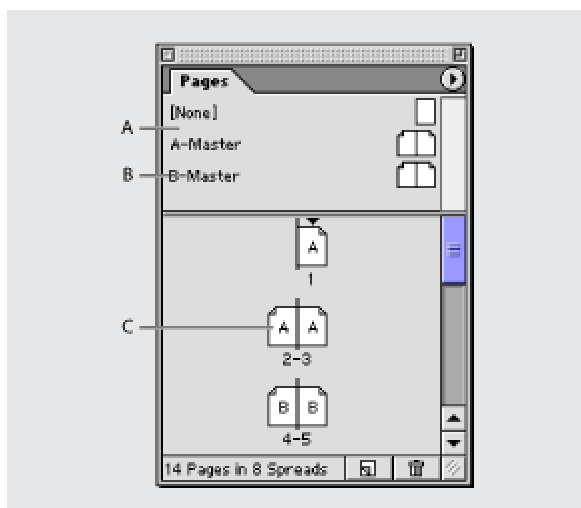 Pages
[None]
A
A-Master
B
B-Master
A
1
C
A A
2-3
B B
4-5
14 Pages in 8 Spreads